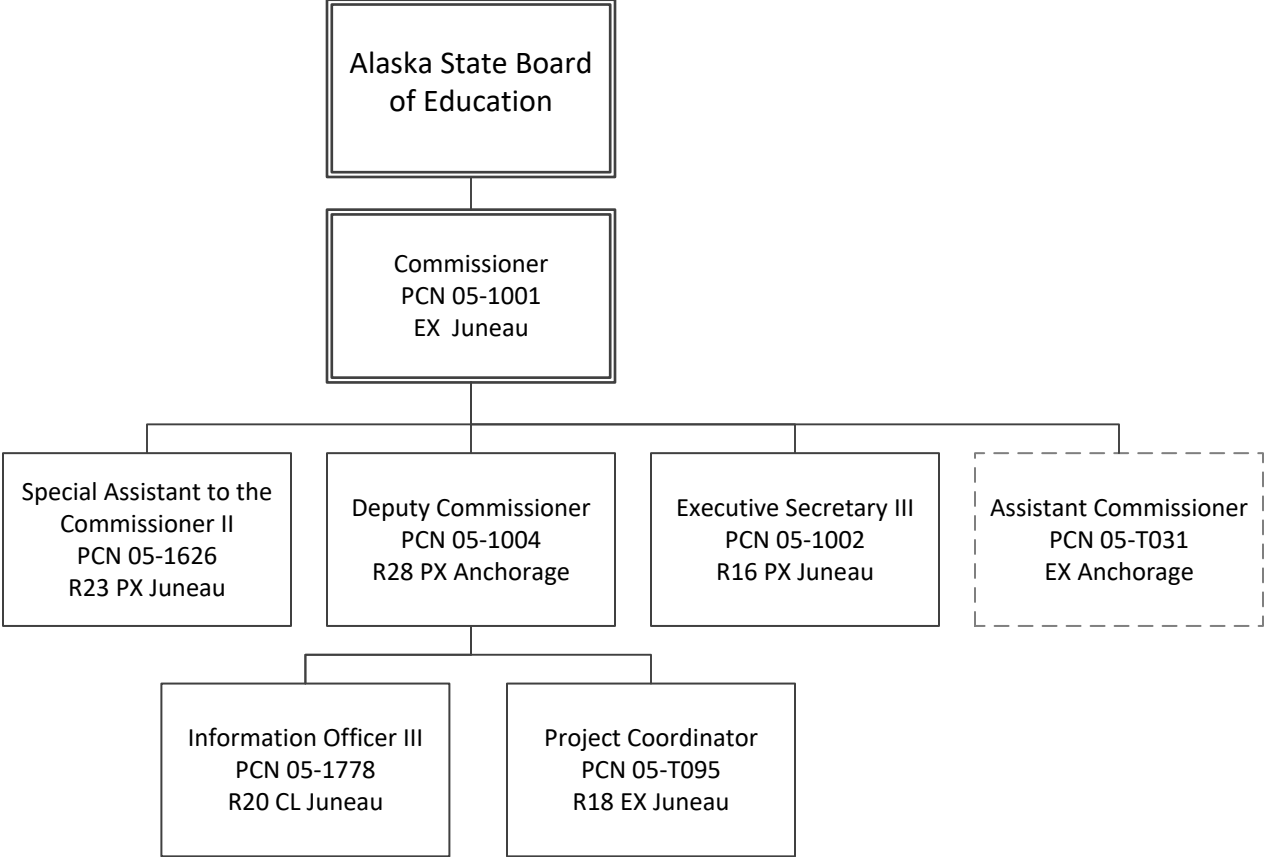 Alaska State Board
of Education
Commissioner
PCN 05-1001
EX  Juneau
Special Assistant to the
Commissioner II
PCN 05-1626
R23 PX Juneau
Deputy Commissioner
PCN 05-1004
R28 PX Anchorage
Executive Secretary III
PCN 05-1002
R16 PX Juneau
Assistant Commissioner
PCN 05-T031
EX Anchorage
Information Officer III
PCN 05-1778
R20 CL Juneau
Project Coordinator
PCN 05-T095
R18 EX Juneau